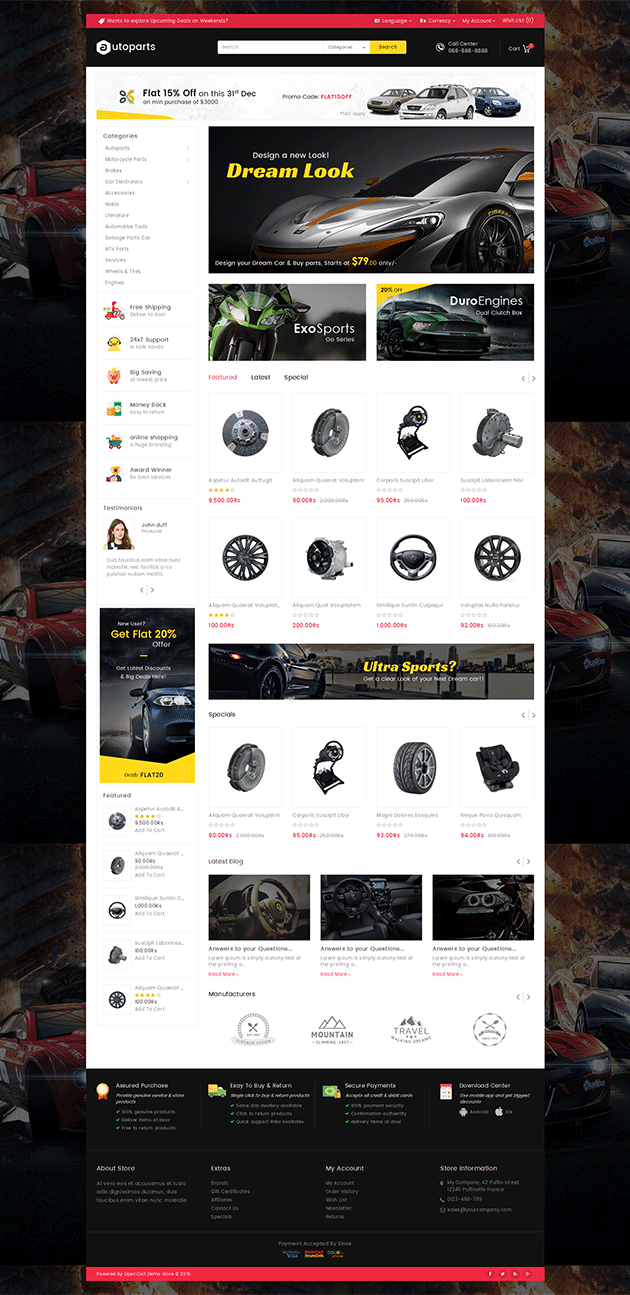 Wants to explore Upcoming Deals on Weekends?
Language
Currency
My Account
Wish List (0)
autoparts
Search
Categories
Search
Call Center
088-888-8888
Cart
Flat 15% Off on this 31st Dec
on min purchase of $3000
Promo Code: FLAT15OFF
*T&C apply
Categories
Autoparts
Motorcycle Parts
Brakes
Car Electronics
Accessories
Nokia
Literature
Automotive Tools
Salvage Parts Car
ATV Parts
Services
Wheels & Tires
Engines
Design a new Look!
Dream Look
Design your Dream Car & Buy parts, Starts at $79.00 only/-
ExoSports
Go Series
20% OFF
DuroEngines
Dual Clutch Box
Free Shipping
Deliver to door
24x7 Support
in safe hands
Big Saving
at lowest price
Money Back
Easy to return
online shopping
a huge branding
Award Winner
for best services
Testimonials
John duff
Producer
Duis faucibus enim vitae nunc
molestie, nec facilisis arcu
pulvinar nullam mattis.
New User?
Get Flat 20%
Offer
Get Latest Discounts
& Big Deals Here!
Grab: FLAT20
Featured
Aspetur Autodit A...
9,500.00Rs
Add To Cart
Aliquam Quaerat ...
90.00Rs
2,000.00Rs
Add To Cart
Similique Suntin C...
1,000.00Rs
Add To Cart
Suscipit Laboriosa...
100.00Rs
Add To Cart
Aliquam Quaerat ...
100.00Rs
Add To Cart
Featured
Latest
Special
Aspetur Autodit Autfugit
9,500.00Rs
Aliquam Quaerat Voluptem
90.00Rs 2,000.00Rs
Corporis Suscipit Libor
95.00Rs 250.00Rs
Suscipit Laboriosam Nisi
100.00Rs
Aliquam Quaerat Voluptat...
100.00Rs
Aliquam Quat Voluptatem
200.00Rs
Similique Suntin Culpaqui
1,000.00Rs
Voluptas Nulla Pariatur
92.00Rs 100.00Rs
Ultra Sports?
Get a clear Look of your Next Dream car!!
Specials
Aliquam Quaerat Voluptem
90.00Rs 2,000.00Rs
Corporis Suscipit Libor
95.00Rs 250.00Rs
Magni Dolores Eosquies
93.00Rs 279.99Rs
Neque Porro Quisquam
94.00Rs 100.00Rs
Latest Blog
Answers to your Questions...
Lorem Ipsum is simply dummy text of
the printing a...
Read More
Answers to your Questions...
Lorem Ipsum is simply dummy text of
the printing a...
Read More
Answers to your Questions...
Lorem Ipsum is simply dummy text of
the printing a...
Read More
Manufacturers
VINTAGE DESIGN
MOUNTAIN
CLIMBING-1957
TRAVEL
WALKING DREAMS
Assured Purchase
Provide genuine service & store
products
100% genuine products
Deliver items at door
Free to return products
Easy To Buy & Return
Single click to buy & return products
Same day delivery available
Click to return products
Quick support links available
Secure Payments
Accepts all credit & debit cards
100% payment security
Confirmation authentity
delivery items at door
Download Center
Use mobile app and get biggest
discounts
Android
iOs
About Store
At vero eos et accusamus et iusto
odio dignissimos ducimus, duis
faucibus enim vitae nunc molestie.
Extras
Brands
Gift Certificates
Affiliates
Contact Us
Specials
My Account
My Account
Order History
Wish List
Newsletter
Returns
Store Information
My Company, 42 Puffin street
12345 Puffinville France
0123-456-789
sales@yourcompany.com
Payment Accepted By Store
Powered By OpenCart Demo Store © 2016